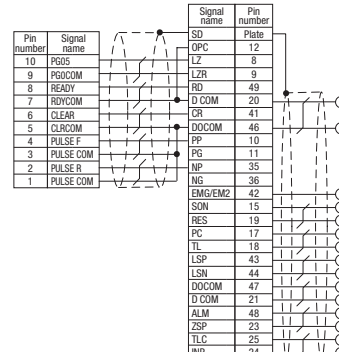 Pin number Signal name
10 PG05
9 PG0COM
8 READY
7 RDYCOM
6 CLEAR
5 CLRCOM
4 PULSE F
3 PULSE COM
2 PULSE R
1 PULSE COM
Signal name Pin number
SD Plate
OPC 12
LZ 8
LZR 9
RD 49
D COM 20
CR 41
DOCOM 46
PP 10
PG 11
NP 35
NG 36
EMG/EM2 42
SON 15
RES 19
PC 17
TL 18
LSP 43
LSN 44
DOCOM 47
D COM 21
ALM 48
ZSP 23
TLC 25
INP 24